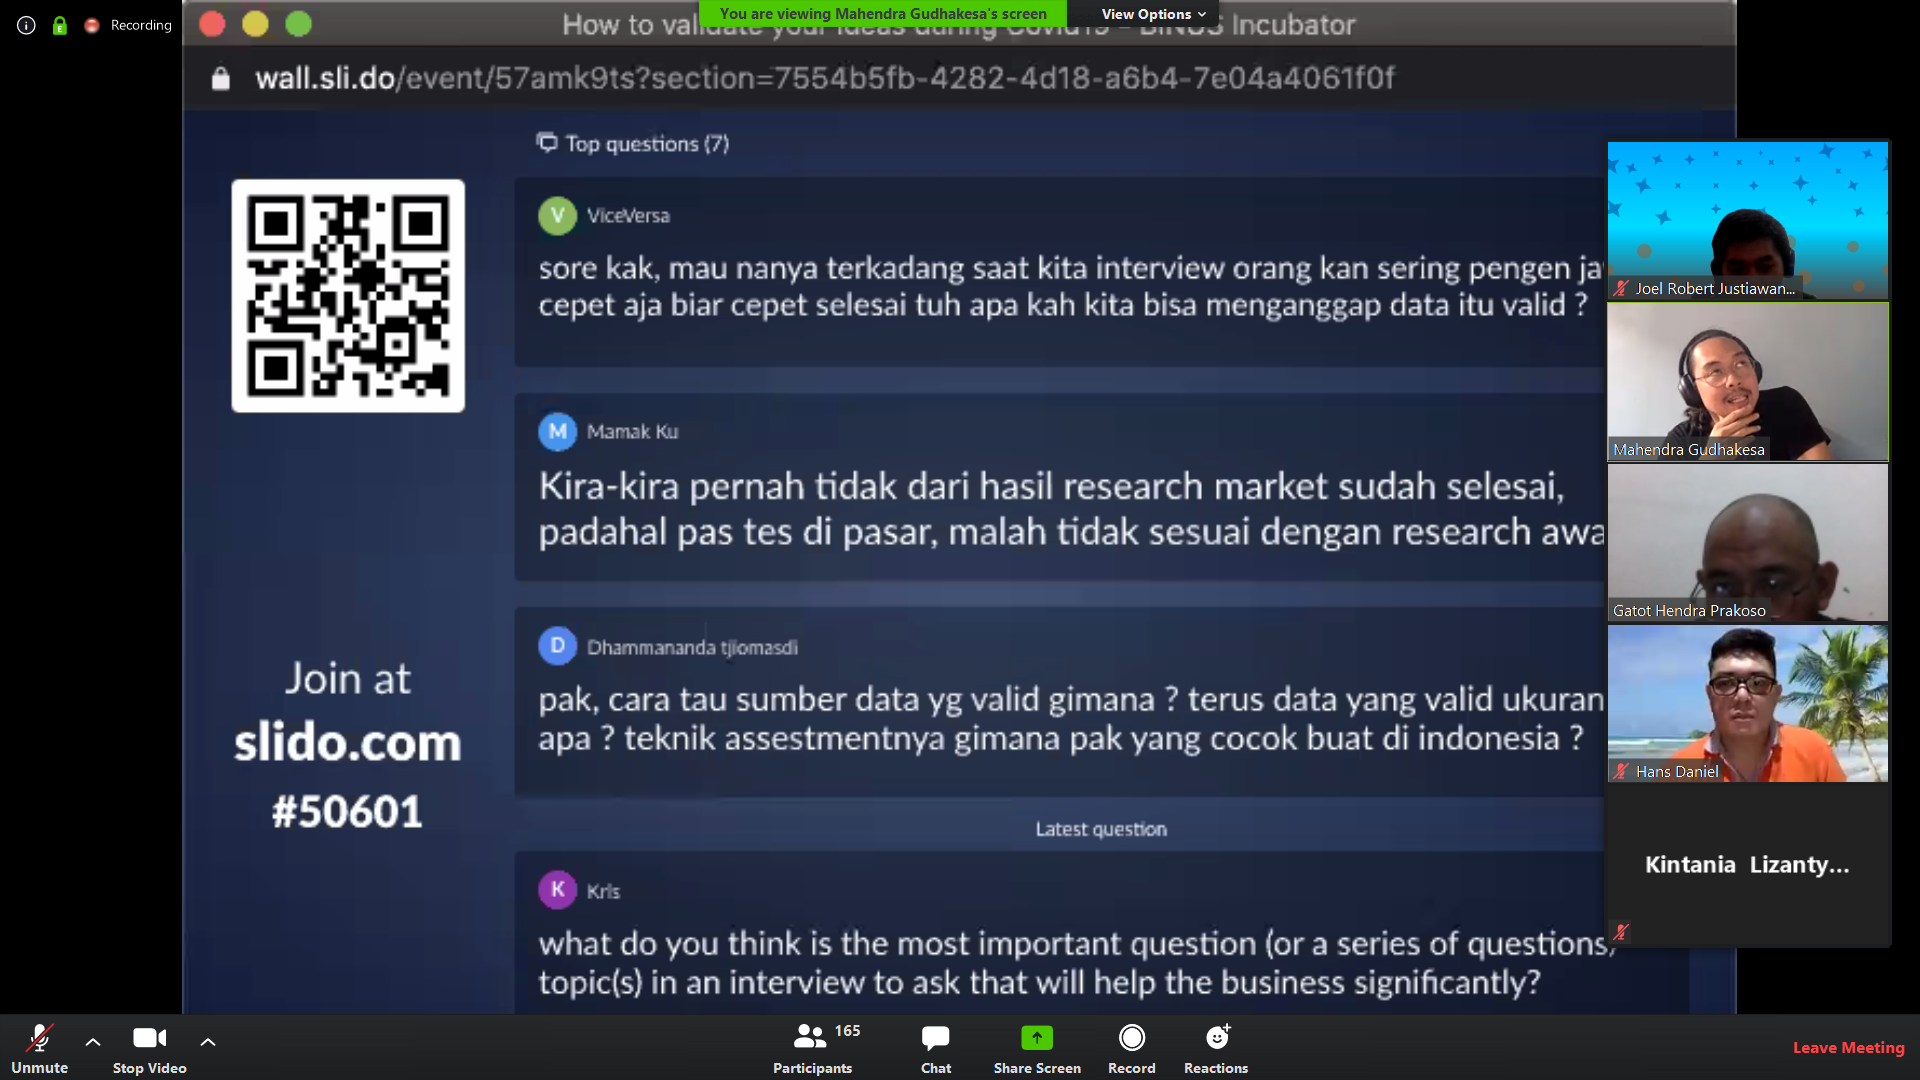 Recording
You are viewing Mahendra Gudhakesa's screen
View Options
How to validate your ideas during Covid19 - BINUS Incubator
wall.sli.do/event/57amk9ts?section=7554b5fb-4282-4d18-a6b4-7e04a4061f0f
Top questions (7)
V ViceVersa
sore kak, mau nanya terkadang saat kita interview orang kan sering pengen
cepet aja biar cepet selesai tuh apa kah kita bisa menganggap data itu valid ?
M Mamak Ku
Kira-kira pernah tidak dari hasil research market sudah selesai,
padahal pas tes di pasar, malah tidak sesuai dengan research
D Dhammananda tjiomasdi
pak, cara tau sumber data yg valid gimana ? terus data yang valid ukuran
apa ? teknik assestmentnya gimana pak yang cocok buat di indonesia ?
Latest question
K Kris
what do you think is the most important question (or a series of questions/
topic(s) in an interview to ask that will help the business significantly?
Join at
slido.com
#50601
Joel Robert Justiawan...
Mahendra Gudhakesa
Gatot Hendra Prakoso
Hans Daniel
Kintania Lizanty...
Unmute
Stop Video
165
Participants
Chat
Share Screen
Record
Reactions
Leave Meeting